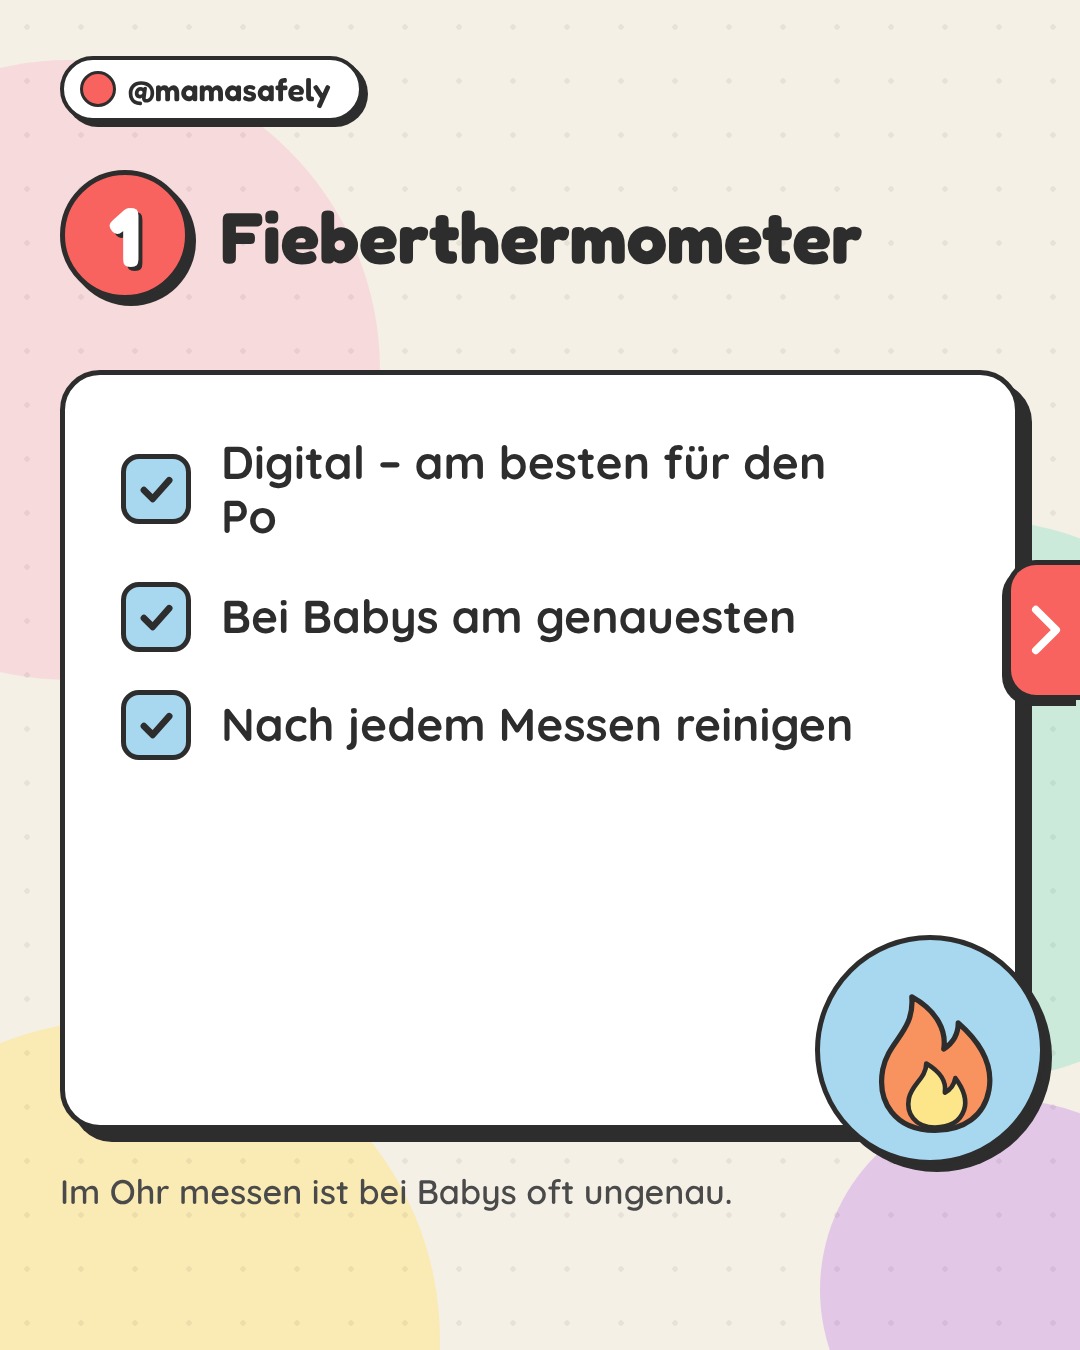 @mamasafely
1 Fieberthermometer
Digital – am besten für den
Po
Bei Babys am genauesten
Nach jedem Messen reinigen
Im Ohr messen ist bei Babys oft ungenau.